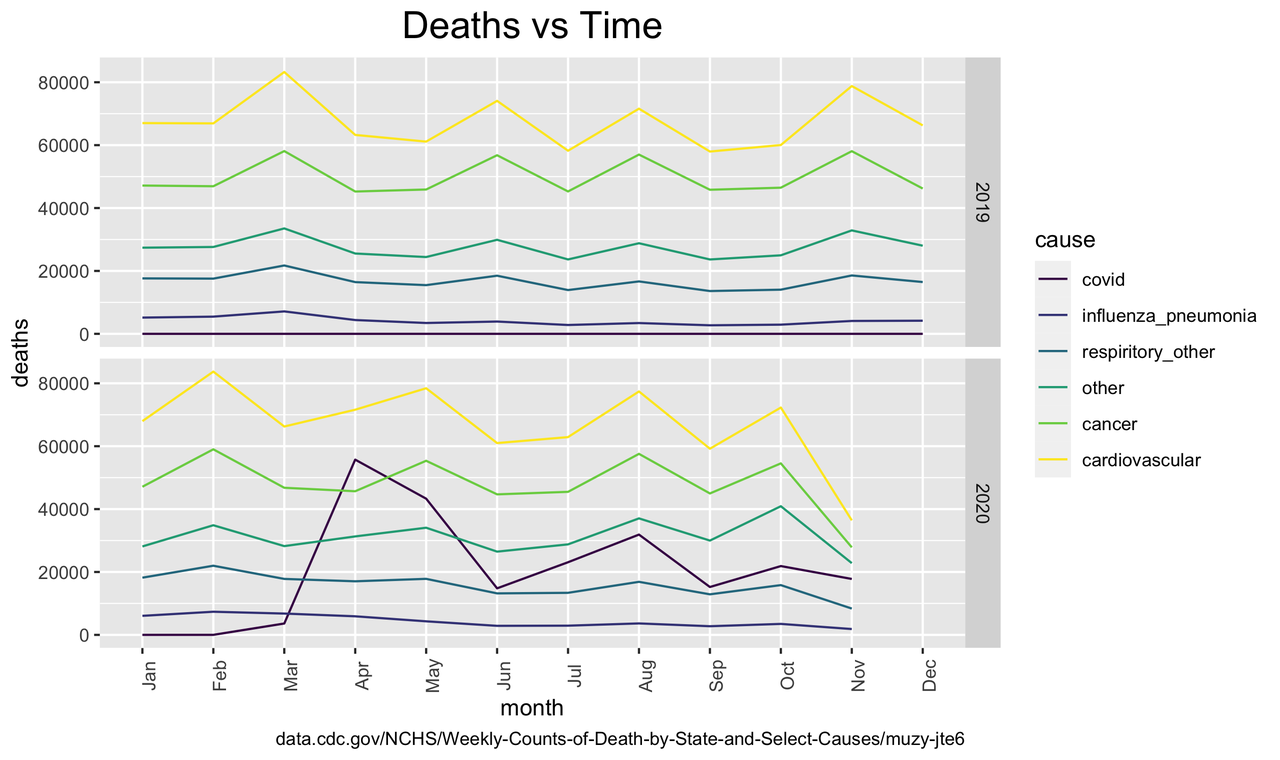 Deaths vs Time
deaths
80000
60000
40000
20000
0
2019
80000
60000
40000
20000
0
2020
Jan Feb Mar Apr May Jun Jul Aug Sep Oct Nov Dec
month
data.cdc.gov/NCHS/Weekly-Counts-of-Death-by-State-and-Select-Causes/muzy-jte6
cause
covid
influenza_pneumonia
respiritory_other
other
cancer
cardiovascular